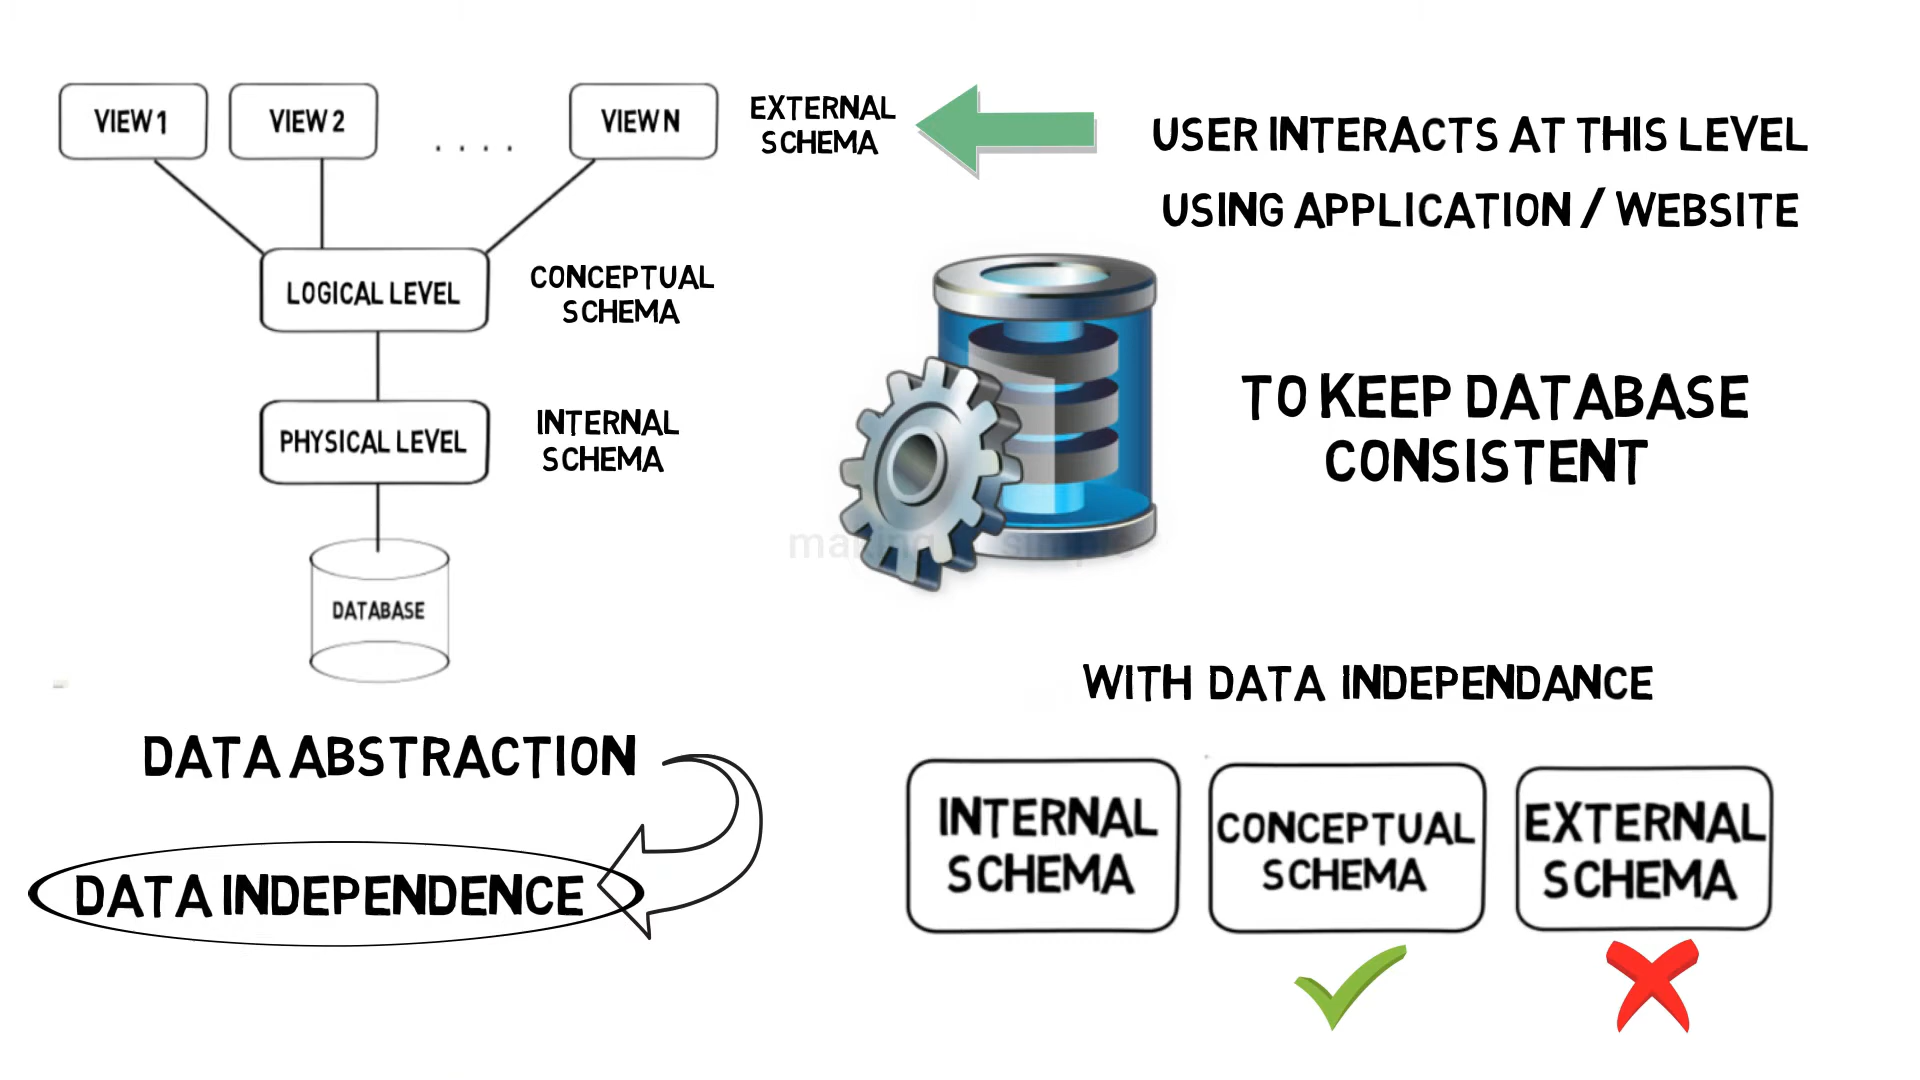 VIEW 1
VIEW 2
. . . .
VIEW N
EXTERNAL
SCHEMA
USER INTERACTS AT THIS LEVEL
USING APPLICATION / WEBSITE
LOGICAL LEVEL
CONCEPTUAL
SCHEMA
PHYSICAL LEVEL
INTERNAL
SCHEMA
DATABASE
TO KEEP DATABASE
CONSISTENT
DATA ABSTRACTION
DATA INDEPENDENCE
WITH DATA INDEPENDANCE
INTERNAL
SCHEMA
CONCEPTUAL
SCHEMA
EXTERNAL
SCHEMA